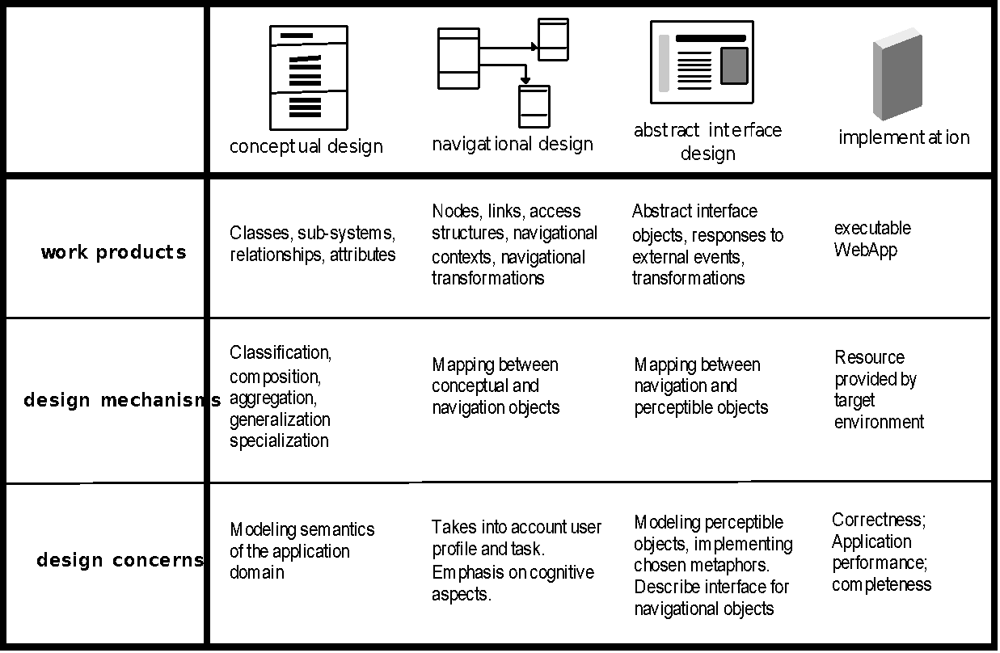 conceptual design
navigational design
abstract interface
design
implementation
work products
Classes, sub-systems,
relationships, attributes
Nodes, links, access
structures, navigational
contexts, navigational
transformations
Abstract interface
objects, responses to
external events,
transformations
executable
WebApp
design mechanisms
Classification,
composition,
aggregation,
generalization
specialization
Mapping between
conceptual and
navigation objects
Mapping between
navigation and
perceptible objects
Resource
provided by
target
environment
design concerns
Modeling semantics
of the application
domain
Takes into account user
profile and task.
Emphasis on cognitive
aspects.
Modeling perceptible
objects, implementing
chosen metaphors.
Describe interface for
navigational objects
Correctness;
Application
performance;
completeness